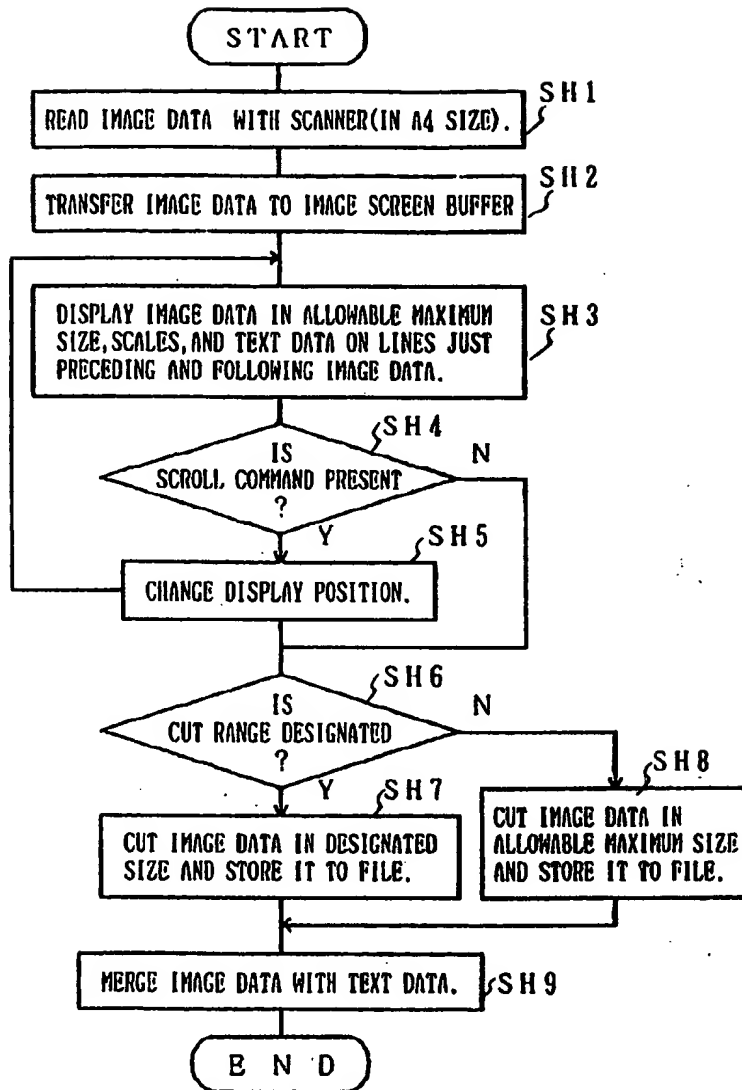 START
SH1
READ IMAGE DATA WITH SCANNER(IN A4 SIZE).
SH2
TRANSFER IMAGE DATA TO IMAGE SCREEN BUFFER
SH3
DISPLAY IMAGE DATA IN ALLOWABLE MAXIMUM
SIZE, SCALES, AND TEXT DATA ON LINES JUST
PRECEDING AND FOLLOWING IMAGE DATA.
SH4
IS
SCROLL COMMAND PRESENT
?
N
Y
SH5
CHANGE DISPLAY POSITION.
SH6
IS
CUT RANGE DESIGNATED
?
N
Y
SH7
CUT IMAGE DATA IN DESIGNATED
SIZE AND STORE IT TO FILE.
SH8
CUT IMAGE DATA IN
ALLOWABLE MAXIMUM SIZE
AND STORE IT TO FILE.
MERGE IMAGE DATA WITH TEXT DATA.
SH9
END